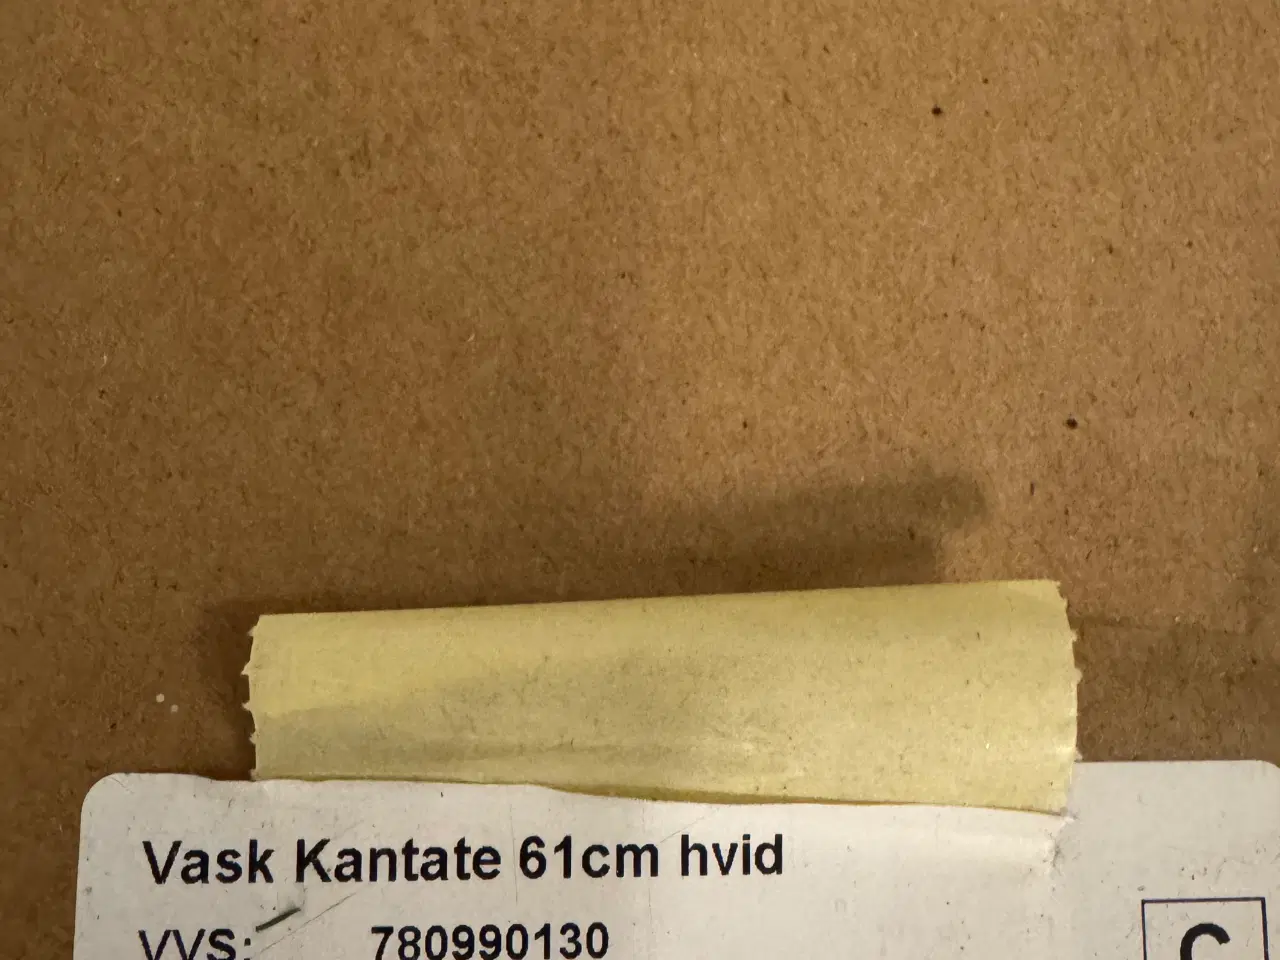 Vask Kantate 61cm hvid
VVS: 780990130
C